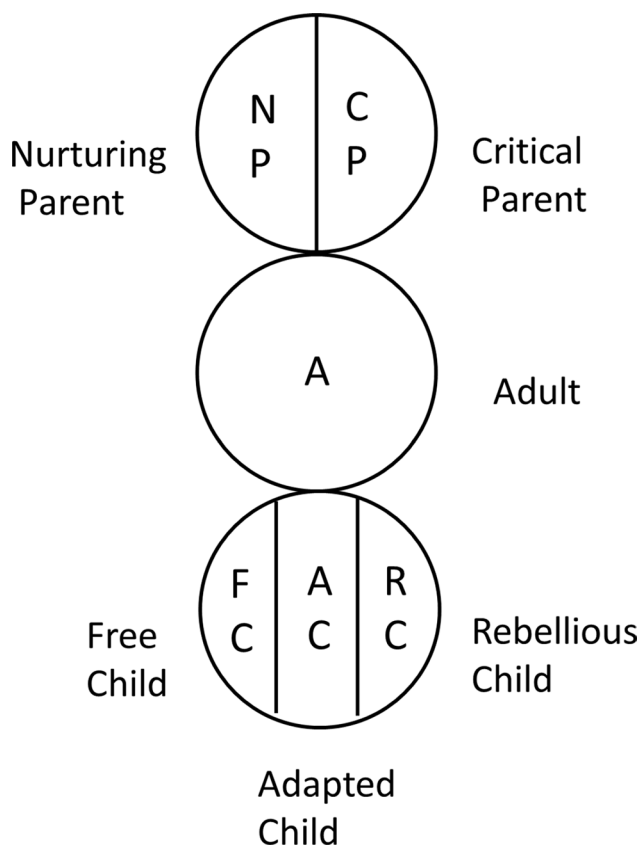 N
P
C
P
Nurturing
Parent
Critical
Parent
A
Adult
F
C
A
C
R
C
Free
Child
Rebellious
Child
Adapted
Child